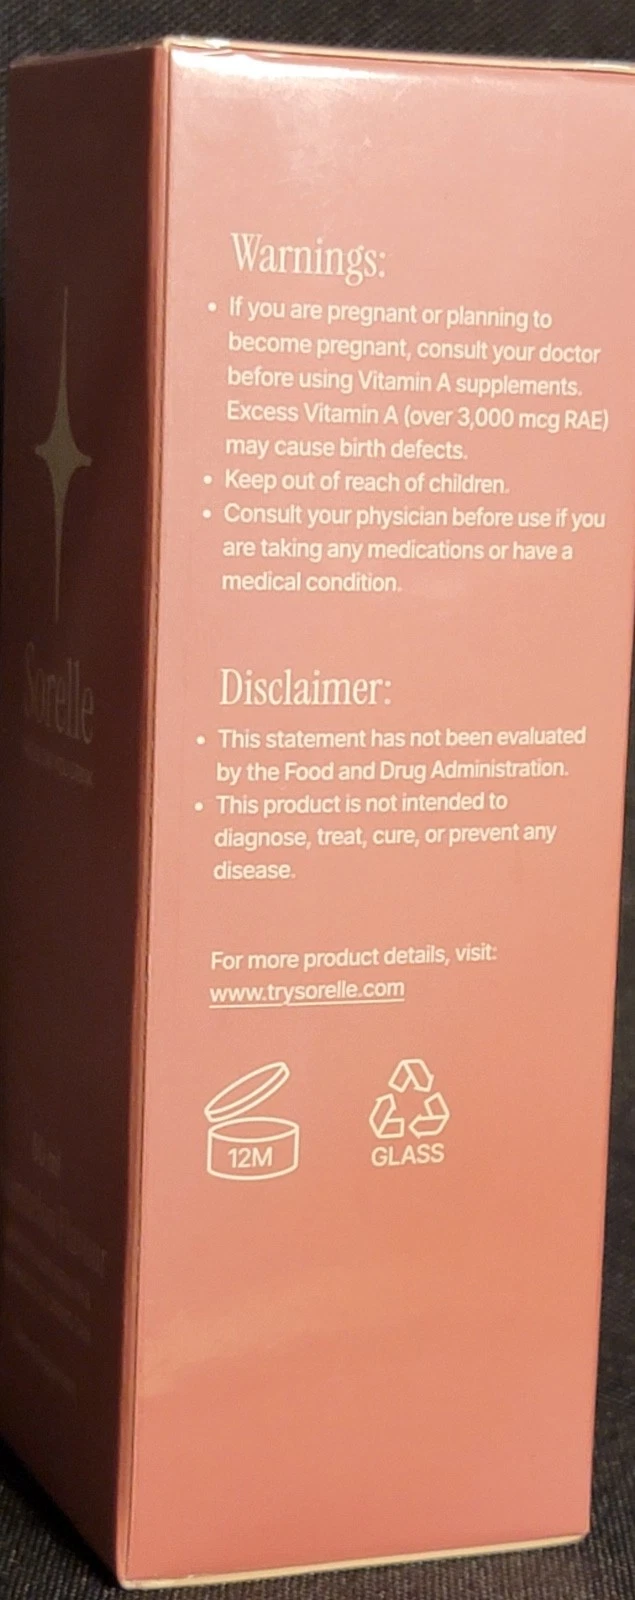 Warnings:
• If you are pregnant or planning to
become pregnant, consult your doctor
before using Vitamin A supplements.
Excess Vitamin A (over 3,000 mcg RAE)
may cause birth defects.
• Keep out of reach of children.
• Consult your physician before use if you
are taking any medications or have a
medical condition.
Disclaimer:
• This statement has not been evaluated
by the Food and Drug Administration.
• This product is not intended to
diagnose, treat, cure, or prevent any
disease.
For more product details, visit:
www.trysorelle.com
12M
GLASS
Sorelle